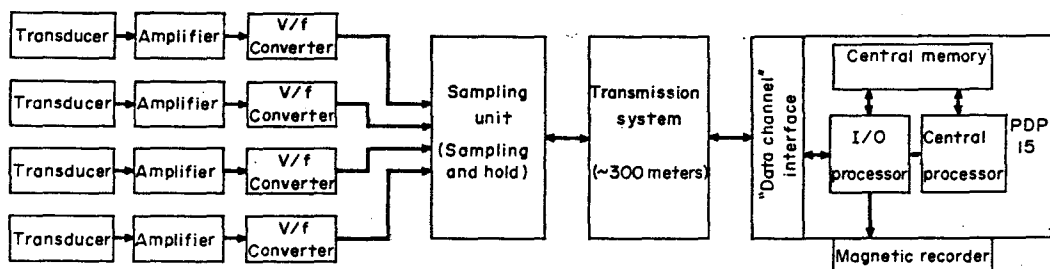 Transducer
Amplifier
V/f
Converter
Transducer
Amplifier
V/f
Converter
Transducer
Amplifier
V/f
Converter
Transducer
Amplifier
V/f
Converter
Sampling
unit
(Sampling
and hold)
Transmission
system
(~300 meters)
"Data channel"
interface
Central memory
I/O
processor
Central
processor
PDP
15
Magnetic recorder